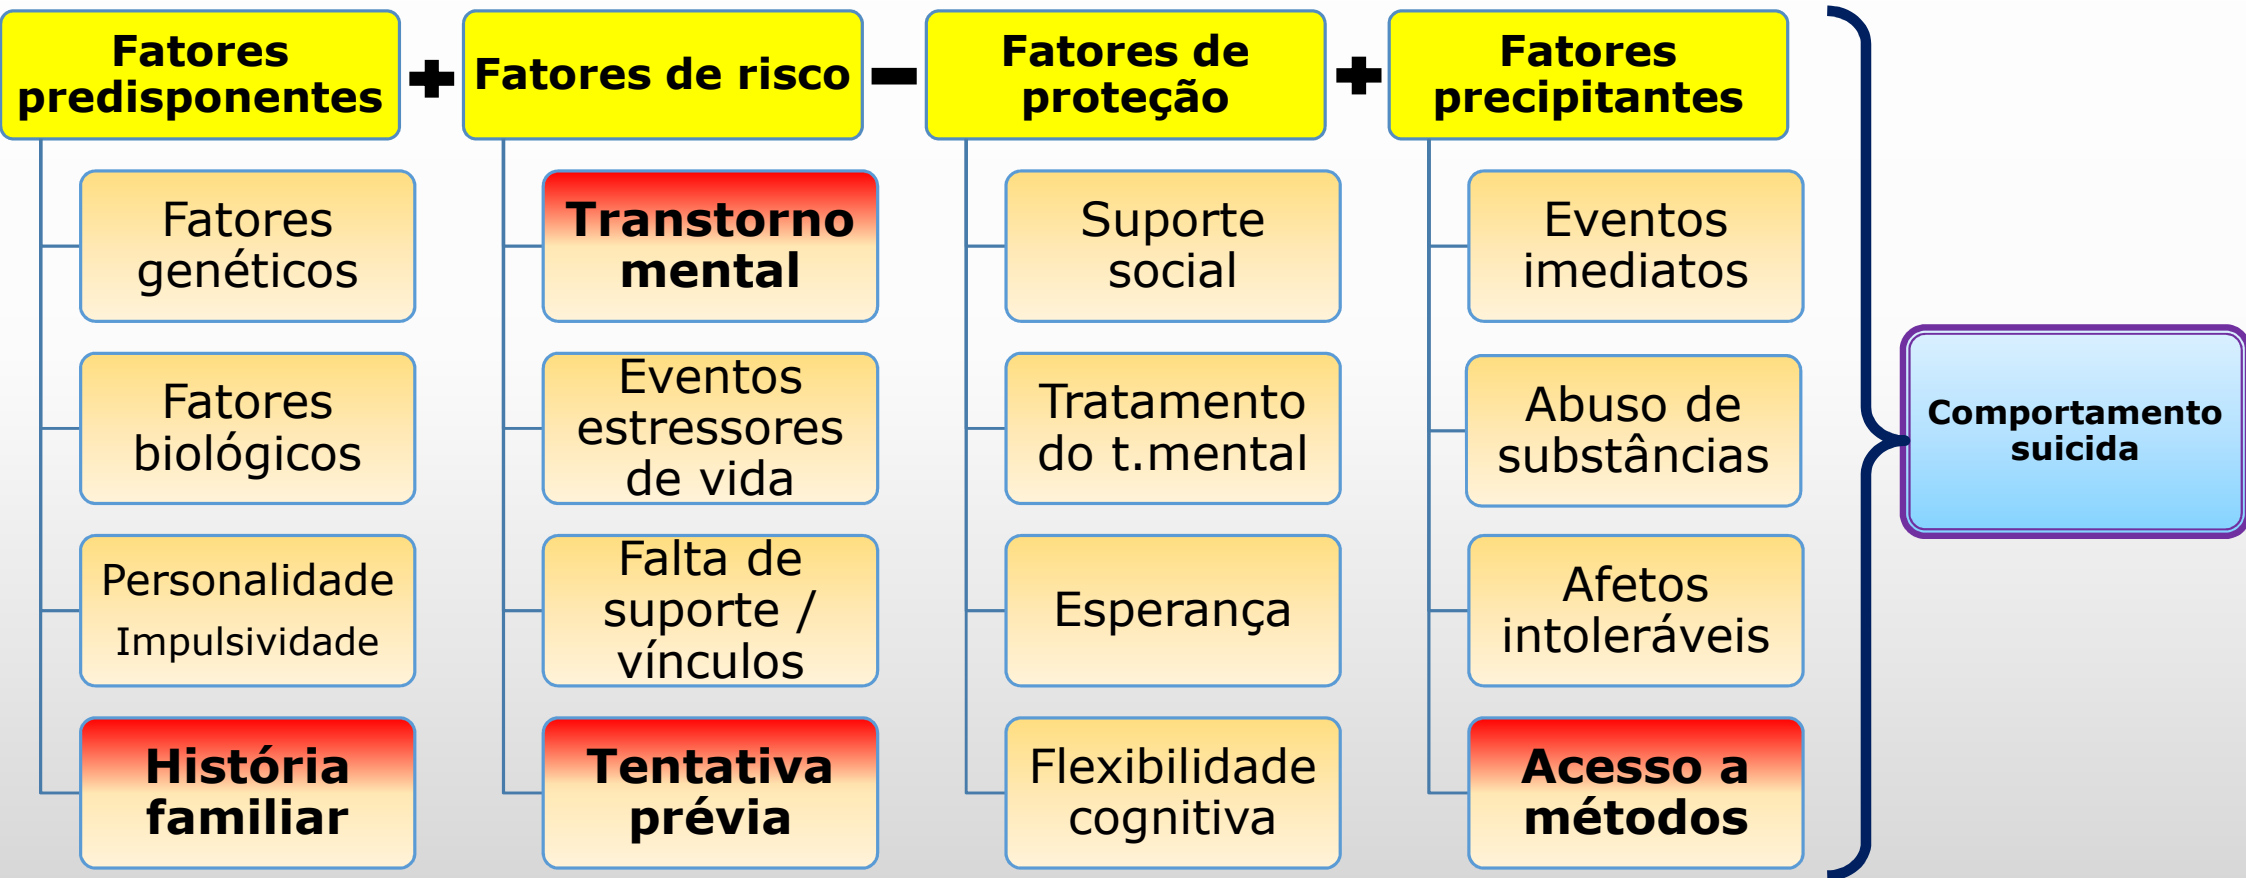 Fatores
predisponentes
Fatores
genéticos
Fatores
biológicos
Personalidade
Impulsividade
História
familiar
+
Fatores de risco
Transtorno
mental
Eventos
estressores
de vida
Falta de
suporte /
vínculos
Tentativa
prévia
-
Fatores de
proteção
Suporte
social
Tratamento
do t.mental
Esperança
Flexibilidade
cognitiva
+
Fatores
precipitantes
Eventos
imediatos
Abuso de
substâncias
Afetos
intoleráveis
Acesso a
métodos
Comportamento
suicida